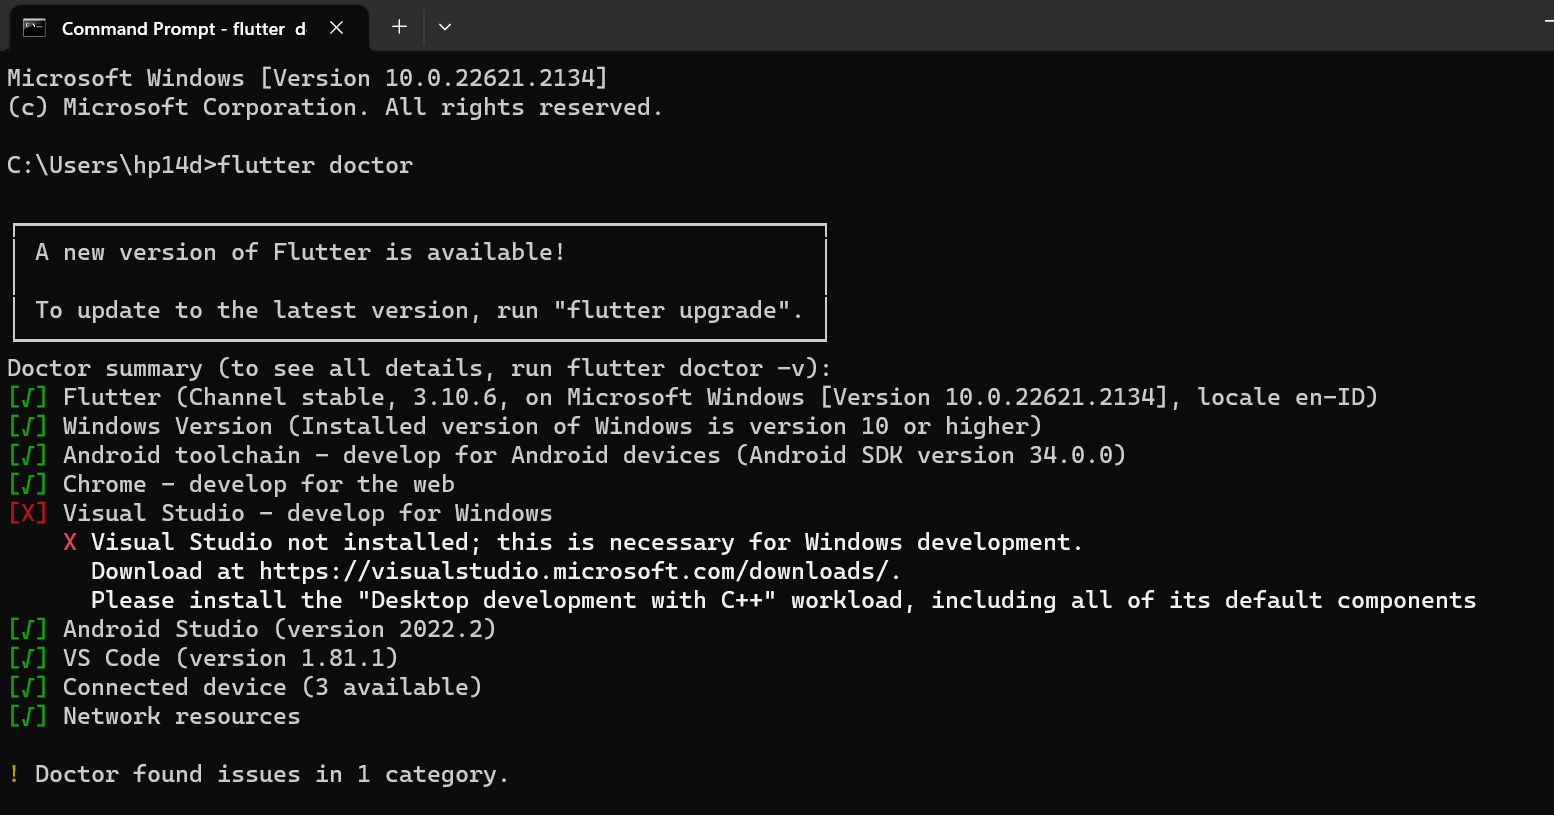 Command Prompt - flutter  d
Microsoft Windows [Version 10.0.22621.2134]
(c) Microsoft Corporation. All rights reserved.
C:\Users\hp14d>flutter doctor
A new version of Flutter is available!
To update to the latest version, run "flutter upgrade".
Doctor summary (to see all details, run flutter doctor -v):
[√] Flutter (Channel stable, 3.10.6, on Microsoft Windows [Version 10.0.22621.2134], locale en-ID)
[√] Windows Version (Installed version of Windows is version 10 or higher)
[√] Android toolchain - develop for Android devices (Android SDK version 34.0.0)
[√] Chrome - develop for the web
[X] Visual Studio - develop for Windows
X Visual Studio not installed; this is necessary for Windows development.
Download at https://visualstudio.microsoft.com/downloads/.
Please install the "Desktop development with C++" workload, including all of its default components
[√] Android Studio (version 2022.2)
[√] VS Code (version 1.81.1)
[√] Connected device (3 available)
[√] Network resources
! Doctor found issues in 1 category.